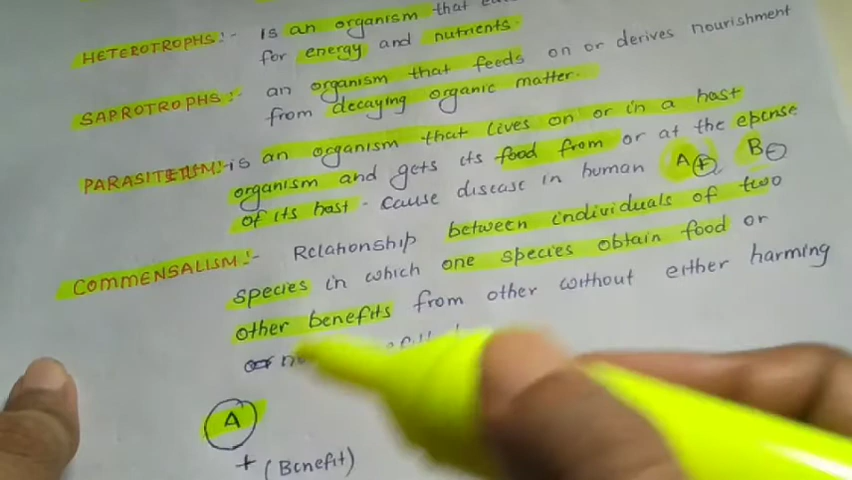 HETEROTROPHS:- is an organism that
for energy and nutrients.
SAPROTROPHS:- an organism that feeds on or derives nourishment
from decaying organic matter.
PARASITISM:- is an organism that lives on or in a host
organism and gets its food from or at the epense
of its host - cause disease in human A+ B-
COMMENSALISM:- Relationship between individuals of two
species in which one species obtain food or
other benefits from other without either harming
or
A
+ (Benefit)